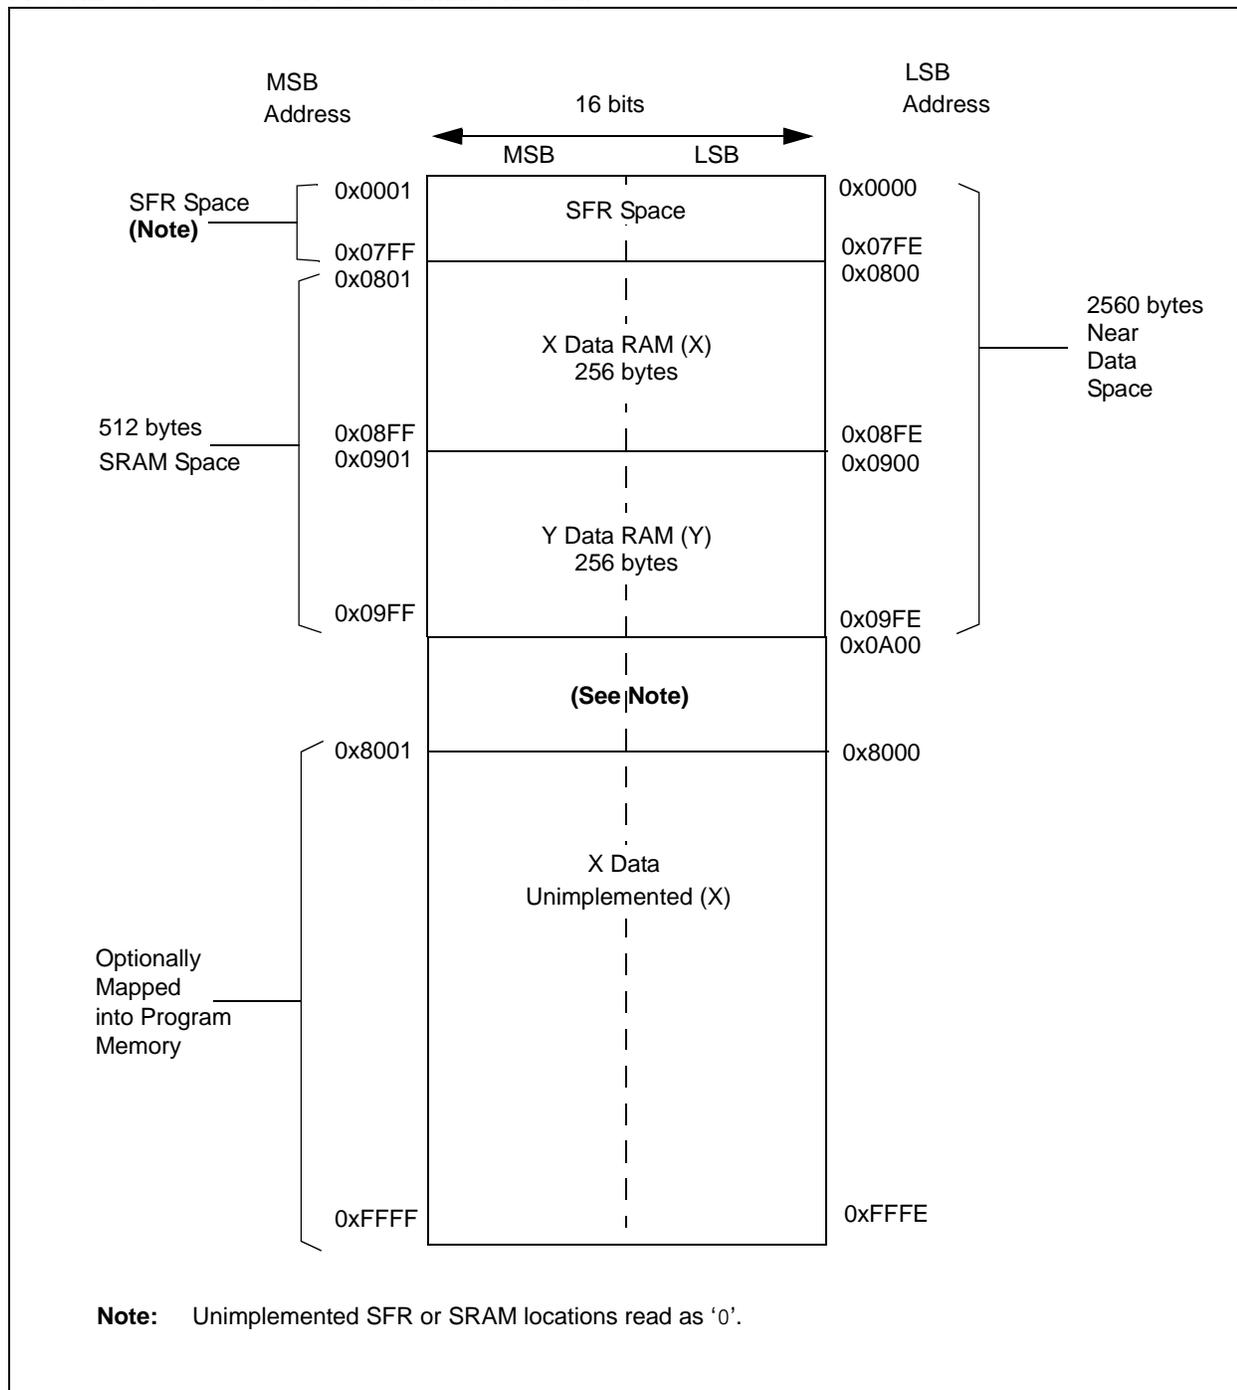 MSB
Address
LSB
Address
16 bits
MSB
LSB
SFR Space
(Note)
0x0001
SFR Space
0x0000
0x07FF
0x07FE
0x0801
0x0800
X Data RAM (X)
256 bytes
2560 bytes
Near
Data
Space
512 bytes
SRAM Space
0x08FF
0x08FE
0x0901
0x0900
Y Data RAM (Y)
256 bytes
0x09FF
0x09FE
0x0A00
(See Note)
0x8001
0x8000
X Data
Unimplemented (X)
Optionally
Mapped
into Program
Memory
0xFFFF
0xFFFE
Note: Unimplemented SFR or SRAM locations read as ‘0’.